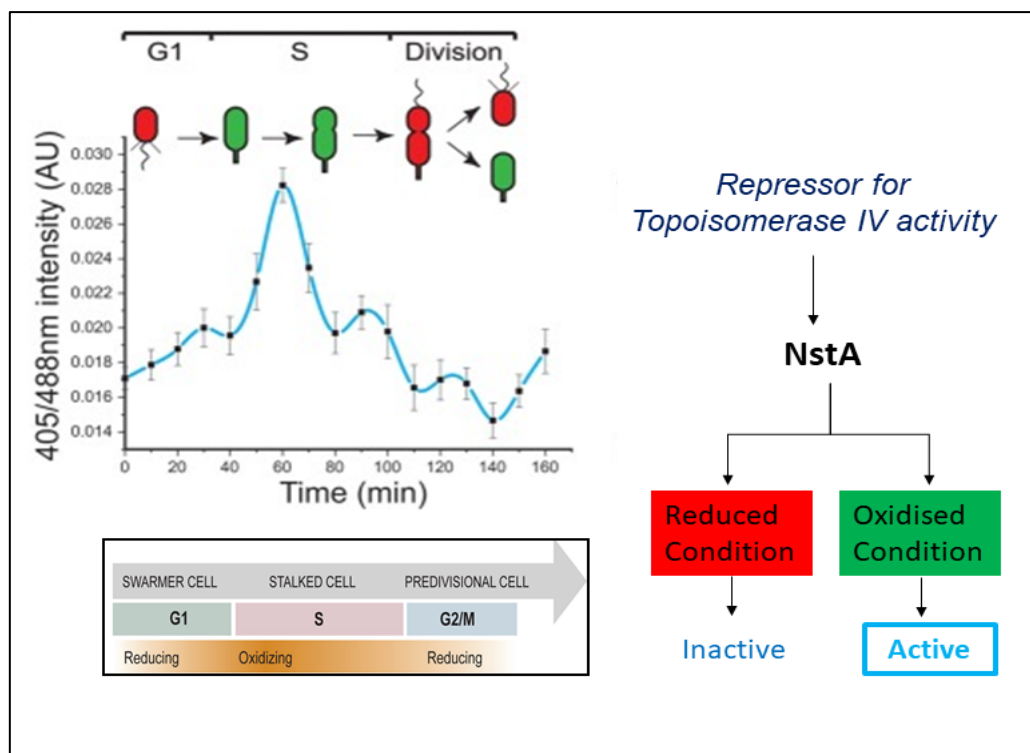 G1 S Division
405/488nm intensity (AU)
0.030
0.028
0.026
0.024
0.022
0.020
0.018
0.016
0.014
0 20 40 60 80 100 120 140 160
Time (min)
SWARMER CELL STALKED CELL PREDIVISIONAL CELL
G1 S G2/M
Reducing Oxidizing Reducing
Repressor for
Topoisomerase IV activity
NstA
Reduced
Condition
Oxidised
Condition
Inactive
Active